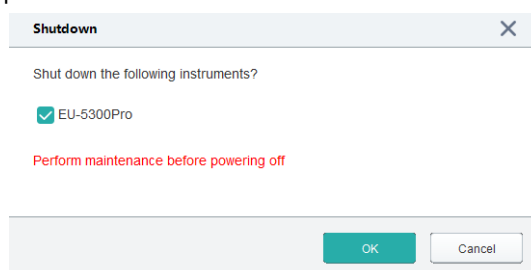 Shutdown
Shut down the following instruments?
EU-5300Pro
Perform maintenance before powering off
OK
Cancel